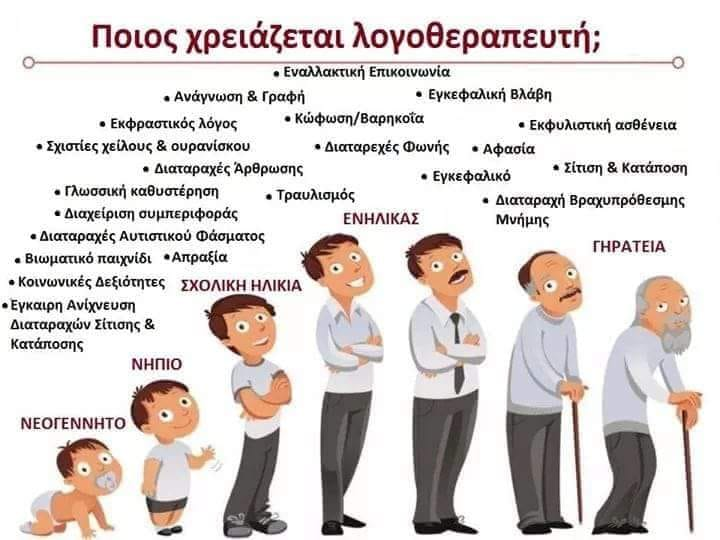 Ποιος χρειάζεται λογοθεραπευτή;
• Εναλλακτική Επικοινωνία
• Ανάγνωση & Γραφή
• Εγκεφαλική Βλάβη
• Εκφραστικός λόγος
• Κώφωση/Βαρηκοΐα
• Εκφυλιστική ασθένεια
• Σχιστίες χείλους & ουρανίσκου
• Διαταρεχές Φωνής
• Αφασία
• Διαταραχές Άρθρωσης
• Εγκεφαλικό
• Σίτιση & Κατάποση
• Γλωσσική καθυστέρηση
• Τραυλισμός
• Διαταραχή Βραχυπρόθεσμης
Μνήμης
• Διαχείριση συμπεριφοράς
ΕΝΗΛΙΚΑΣ
• Διαταραχές Αυτιστικού Φάσματος
ΓΗΡΑΤΕΙΑ
• Βιωματικό παιχνίδι
• Απραξία
• Κοινωνικές Δεξιότητες
ΣΧΟΛΙΚΗ ΗΛΙΚΙΑ
• Έγκαιρη Ανίχνευση
Διαταραχών Σίτισης &
Κατάποσης
ΝΗΠΙΟ
ΝΕΟΓΕΝΝΗΤΟ